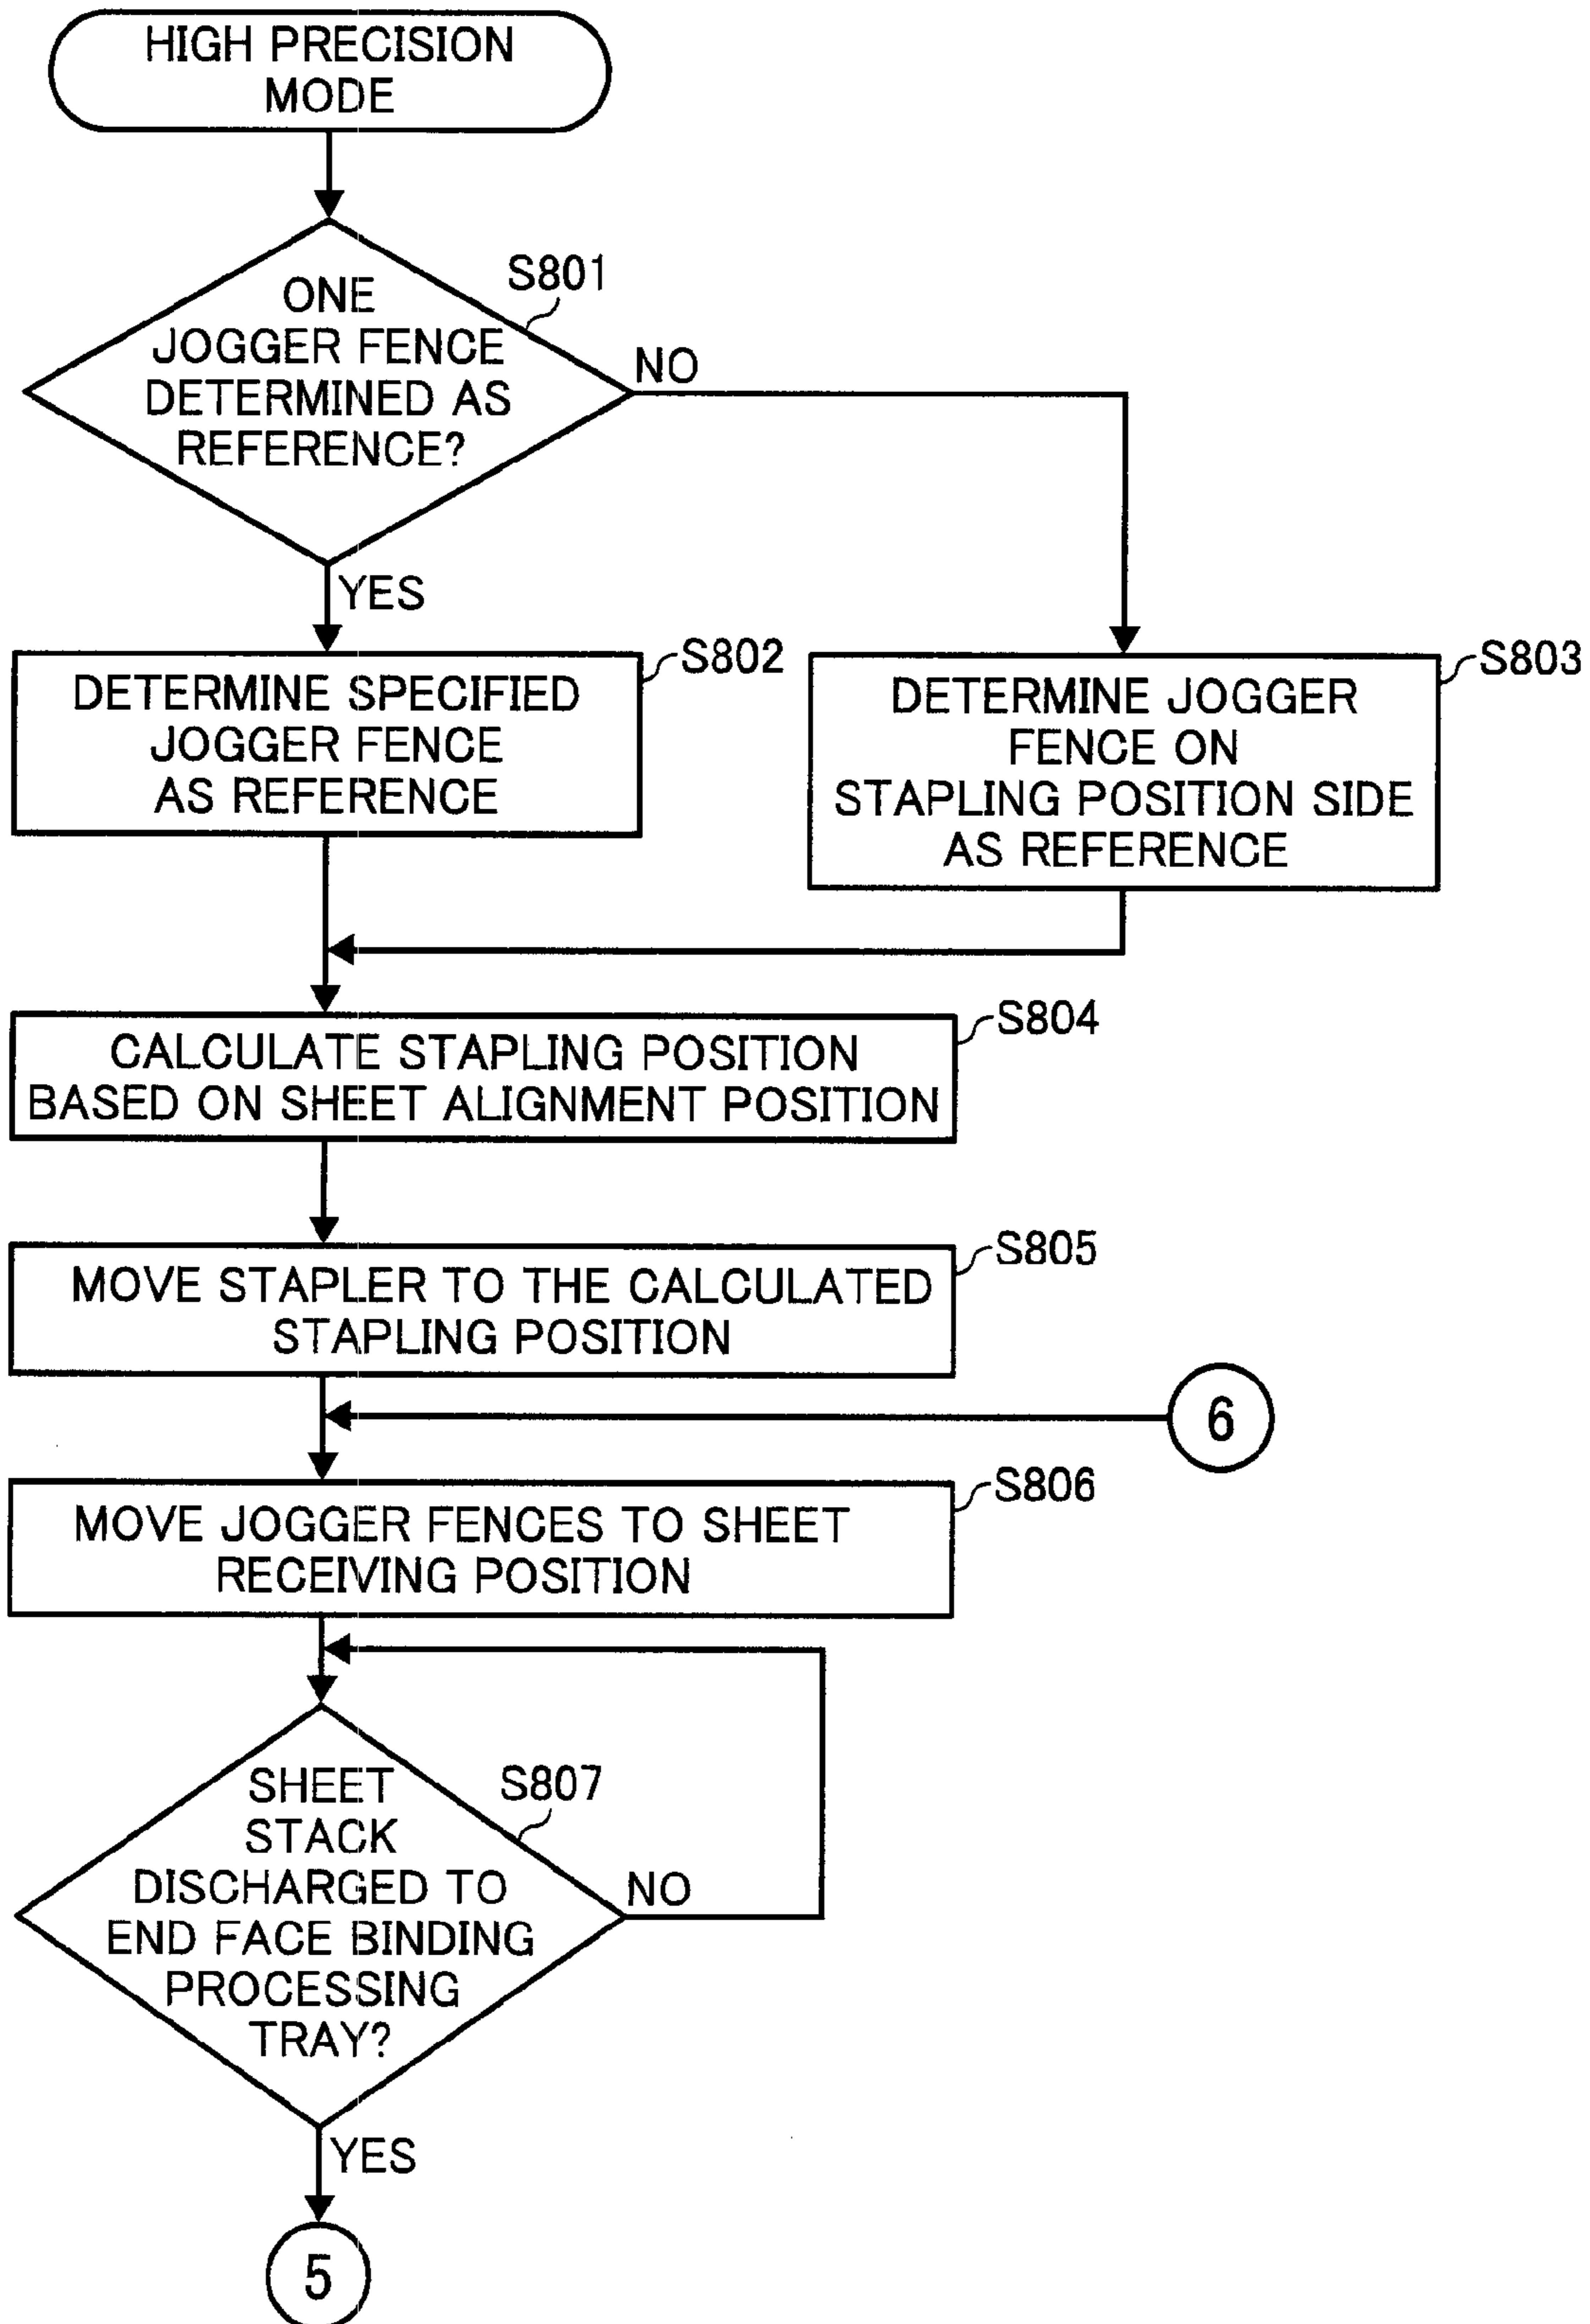 HIGH PRECISION
MODE
S801
ONE
JOGGER FENCE
DETERMINED AS
REFERENCE?
NO
YES
S802
DETERMINE SPECIFIED
JOGGER FENCE
AS REFERENCE
S803
DETERMINE JOGGER
FENCE ON
STAPLING POSITION SIDE
AS REFERENCE
S804
CALCULATE STAPLING POSITION
BASED ON SHEET ALIGNMENT POSITION
S805
MOVE STAPLER TO THE CALCULATED
STAPLING POSITION
6
S806
MOVE JOGGER FENCES TO SHEET
RECEIVING POSITION
S807
SHEET
STACK
DISCHARGED TO
END FACE BINDING
PROCESSING
TRAY?
NO
YES
5